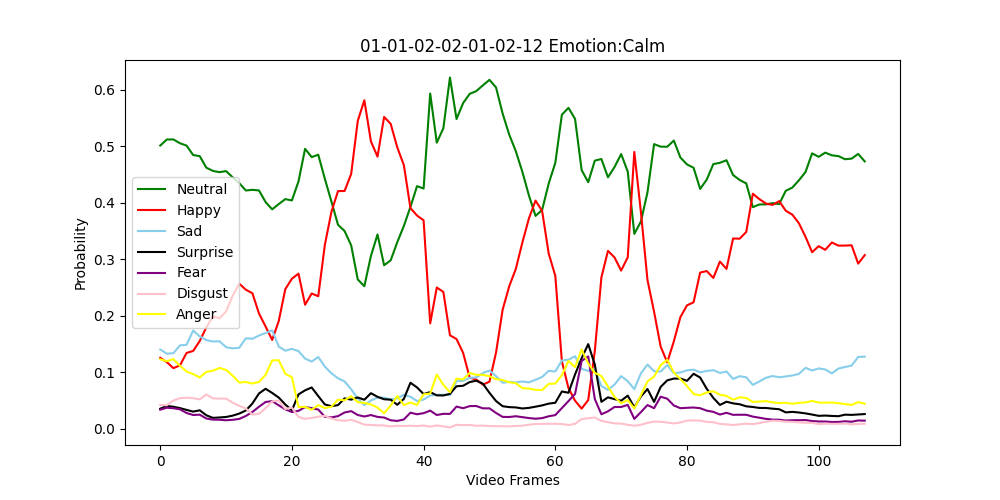 01-01-02-02-01-02-12 Emotion:Calm
Probability
0.6
0.5
0.4
0.3
0.2
0.1
0.0
Neutral
Happy
Sad
Surprise
Fear
Disgust
Anger
0 20 40 60 80 100
Video Frames